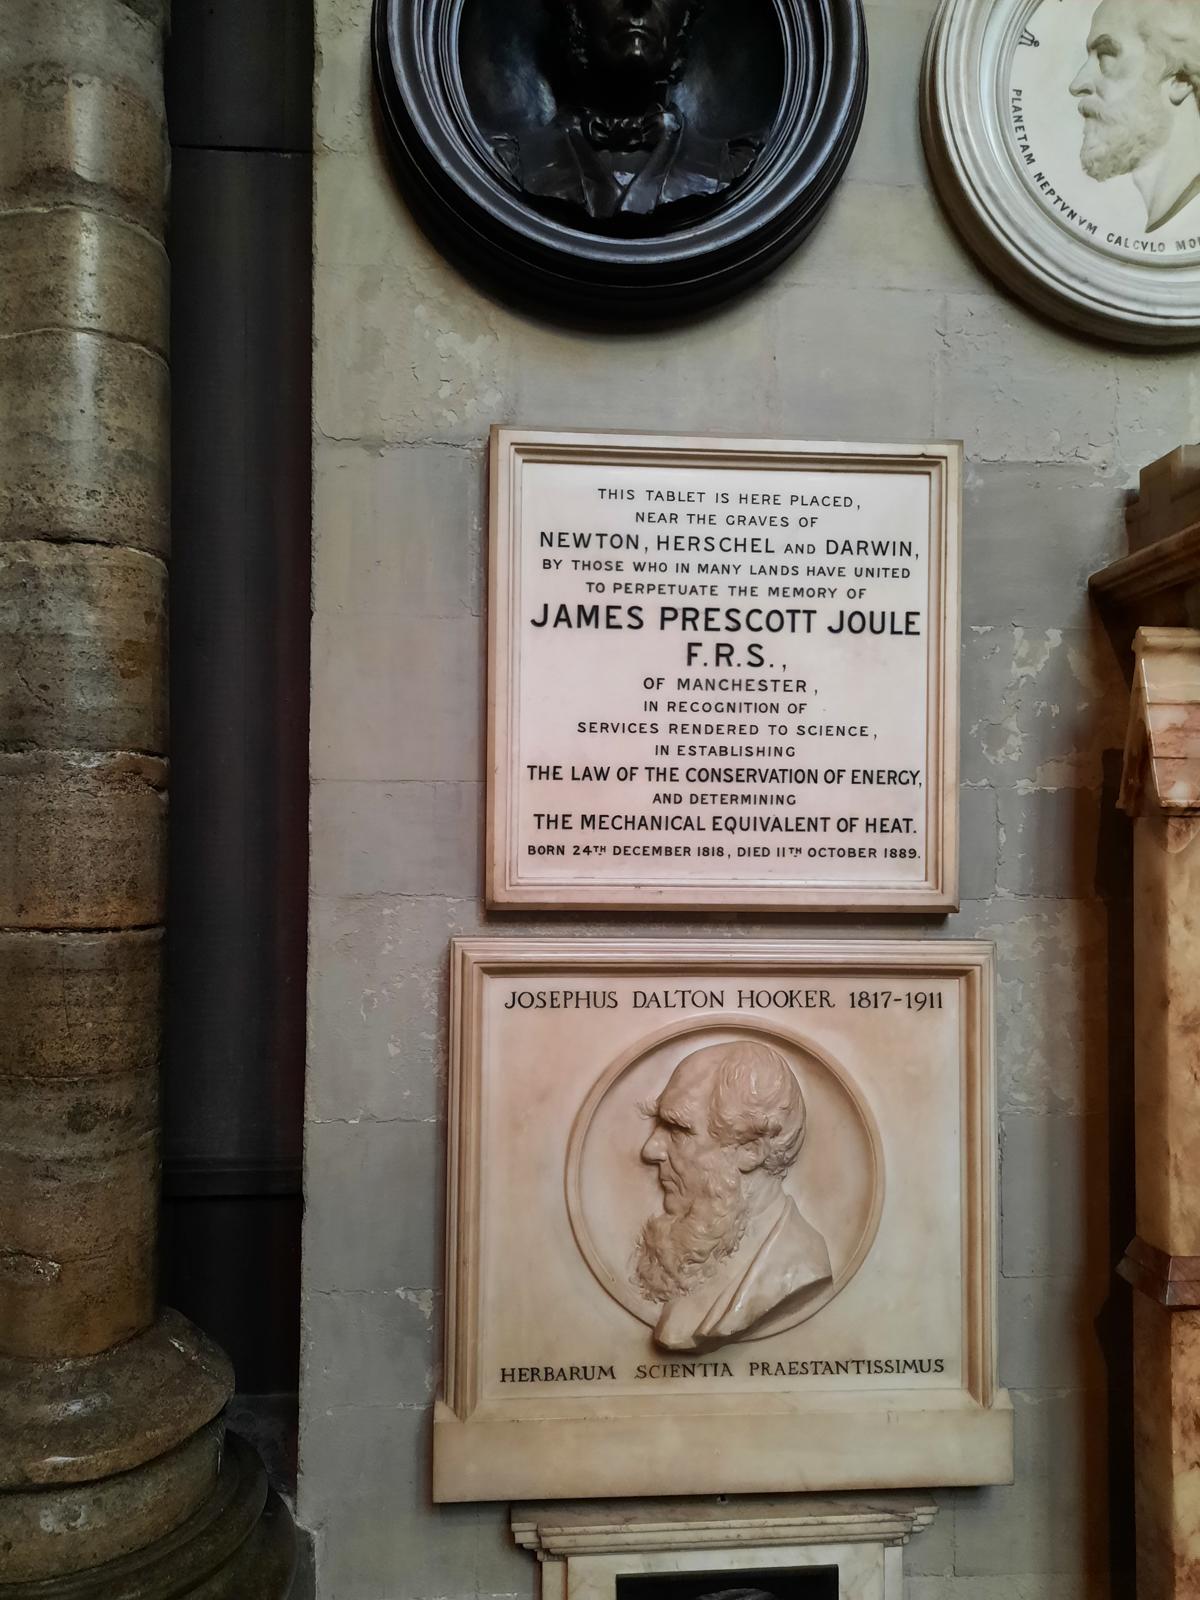 PLANETAM NEPTVNVM CALCVLO
THIS TABLET IS HERE PLACED,
NEAR THE GRAVES OF
NEWTON, HERSCHEL AND DARWIN,
BY THOSE WHO IN MANY LANDS HAVE UNITED
TO PERPETUATE THE MEMORY OF
JAMES PRESCOTT JOULE
F.R.S.,
OF MANCHESTER,
IN RECOGNITION OF
SERVICES RENDERED TO SCIENCE,
IN ESTABLISHING
THE LAW OF THE CONSERVATION OF ENERGY,
AND DETERMINING
THE MECHANICAL EQUIVALENT OF HEAT.
BORN 24TH DECEMBER 1818, DIED 11TH OCTOBER 1889.
JOSEPHUS DALTON HOOKER 1817-1911
HERBARUM SCIENTIA PRAESTANTISSIMUS